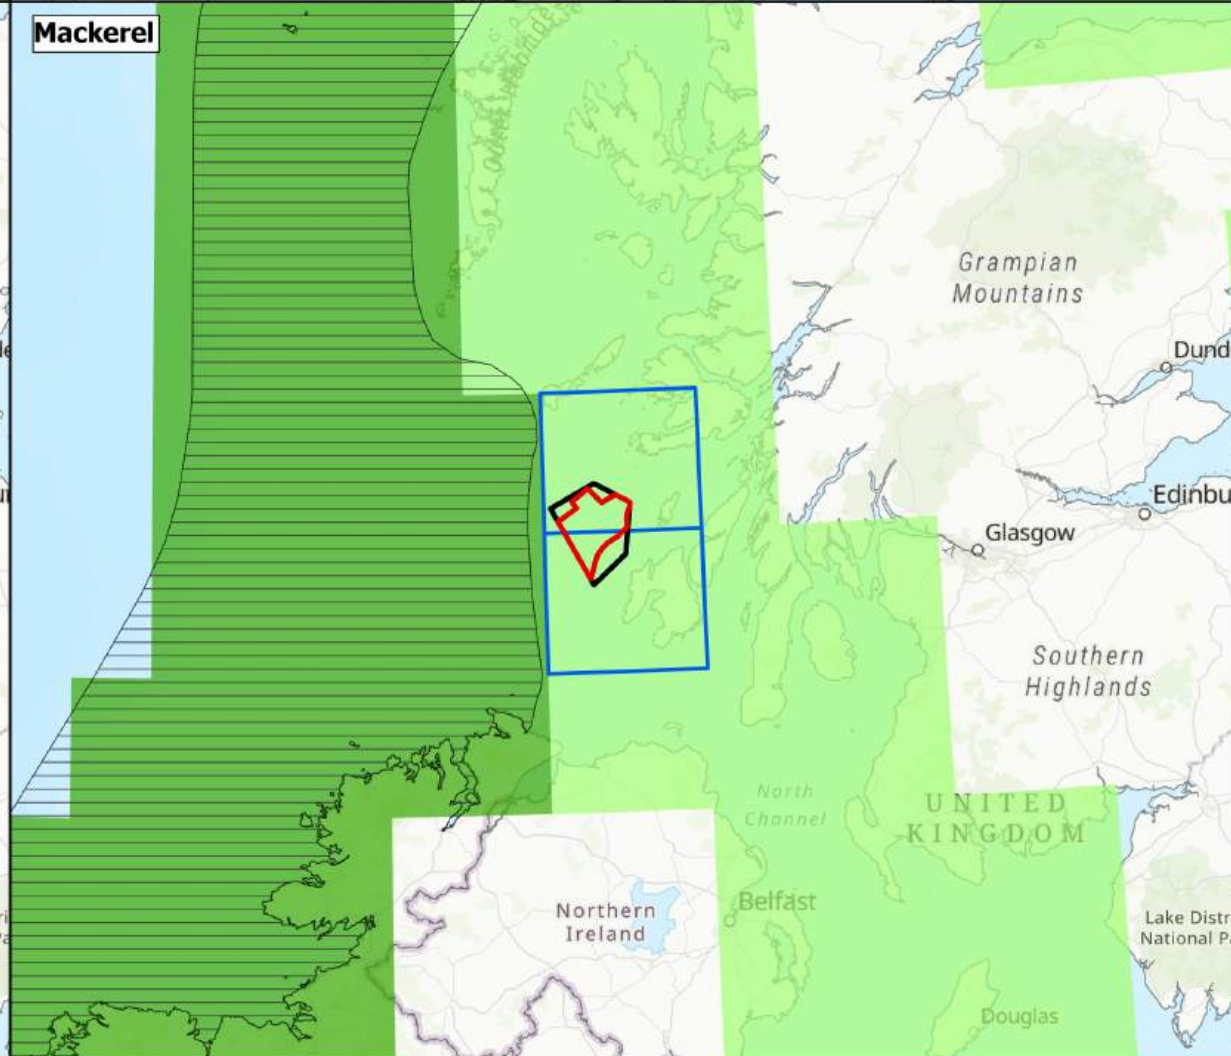 Mackerel
Grampian
Mountains
Dund
Edinbu
Glasgow
Southern
Highlands
North
Channel
UNITED
KINGDOM
Belfast
Northern
Ireland
Lake Distr
National P
Douglas